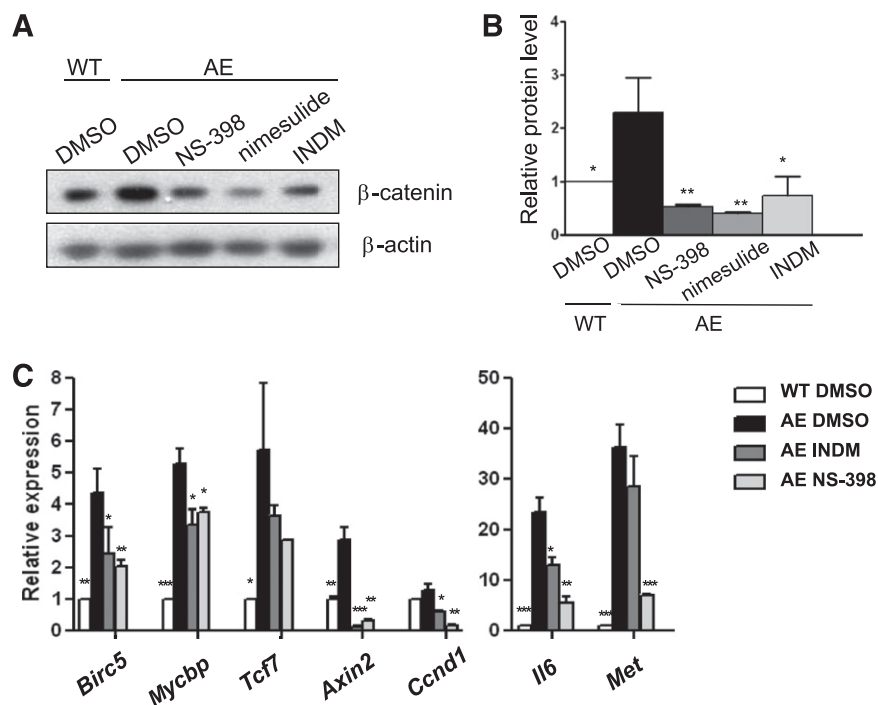 A
WT
AE
DMSO
DMSO
NS-398
nimesulide
INDM
β-catenin
β-actin
B
Relative protein level
4
3
2
1
0
*
**
**
*
DMSO
DMSO
NS-398
nimesulide
INDM
WT
AE
C
Relative expression
8
7
6
5
4
3
2
1
0
**
*
**
***
*
*
*
**
***
**
*
**
Birc5
Mycbp
Tcf7
Axin2
Ccnd1
50
40
30
20
10
0
***
*
**
***
***
Il6
Met
WT DMSO
AE DMSO
AE INDM
AE NS-398